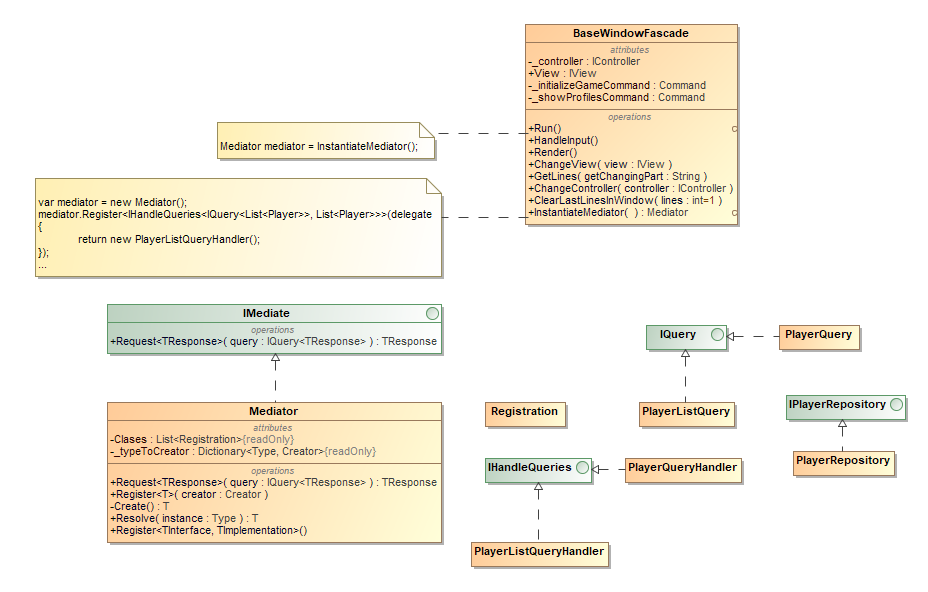 BaseWindowFascade
attributes
-_controller : IController
+View : IView
-_initializeGameCommand : Command
-_showProfilesCommand : Command
operations
+Run()
+HandleInput()
+Render()
+ChangeView( view : IView )
+GetLines( getChangingPart : String )
+ChangeController( controller : IController )
+ClearLastLinesInWindow( lines : int=1 )
+InstantiateMediator(  ) : Mediator
Mediator mediator = InstantiateMediator();
var mediator = new Mediator();
mediator.Register<IHandleQueries<IQuery<List<Player>>, List<Player>>>(delegate
{
return new PlayerListQueryHandler();
});
...
IMediate
operations
+Request<TResponse>( query : IQuery<TResponse> ) : TResponse
Mediator
attributes
-Clases : List<Registration>{readOnly}
-_typeToCreator : Dictionary<Type, Creator>{readOnly}
operations
+Request<TResponse>( query : IQuery<TResponse> ) : TResponse
+Register<T>( creator : Creator )
-Create() : T
+Resolve( instance : Type ) : T
+Register<TInterface, TImplementation>()
IQuery
PlayerQuery
Registration
PlayerListQuery
IPlayerRepository
IHandleQueries
PlayerQueryHandler
PlayerRepository
PlayerListQueryHandler